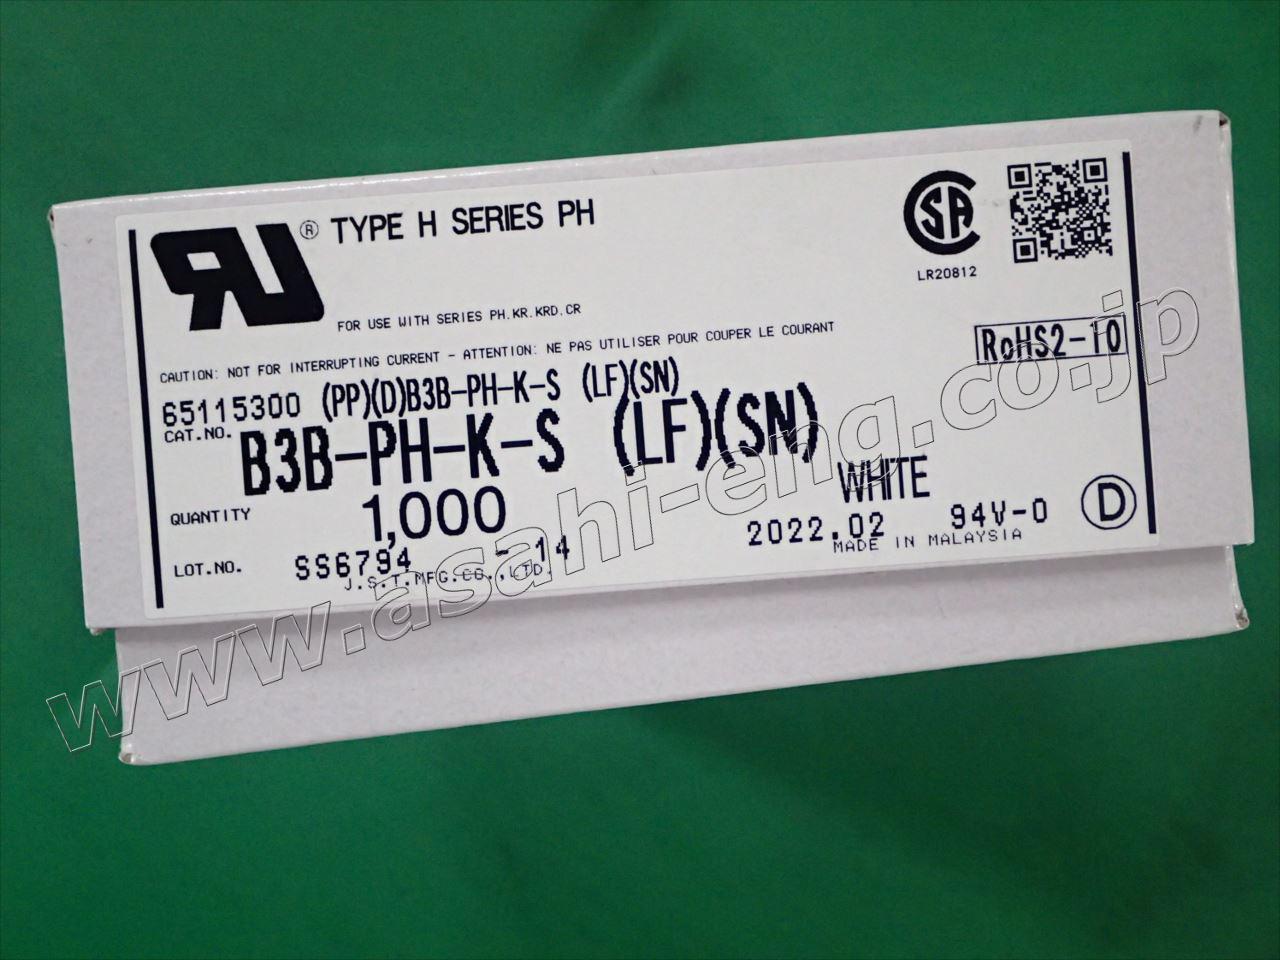 ® TYPE H SERIES PH
SA
LR20812
FOR USE WITH SERIES PH.KR.KRD.CR
CAUTION: NOT FOR INTERRUPTING CURRENT - ATTENTION: NE PAS UTILISER POUR COUPER LE COURANT
RoHS2-10
65115300 (PP)(D)B3B-PH-K-S (LF)(SN)
CAT.NO. B3B-PH-K-S (LF)(SN)
WHITE
QUANTITY 1,000
2022.02 94V-0 D
LOT.NO. SS6794 -14
MADE IN MALAYSIA
J.S.T.MFG.CO.,LTD.
www.asahi-eng.co.jp